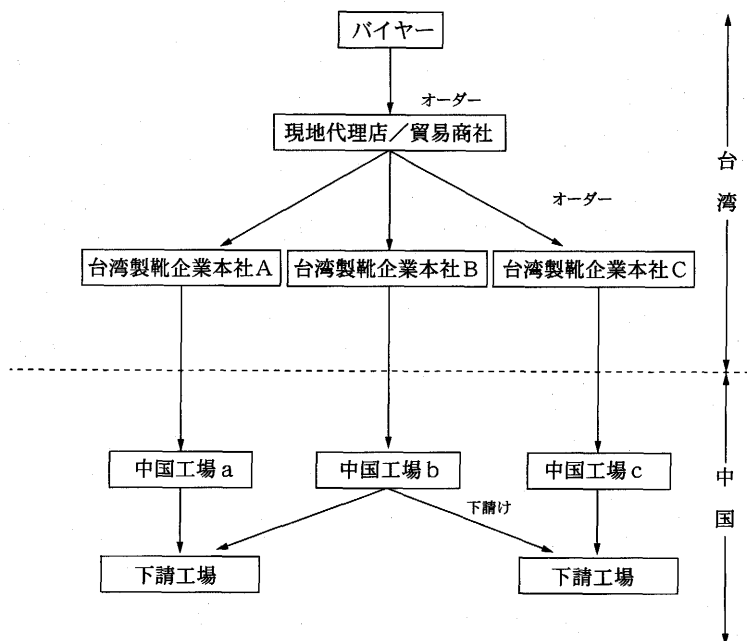 バイヤー
オーダー
現地代理店／貿易商社
オーダー
台湾製靴企業本社A
台湾製靴企業本社B
台湾製靴企業本社C
台湾
中国工場a
中国工場b
中国工場c
中国
下請け
下請工場
下請工場